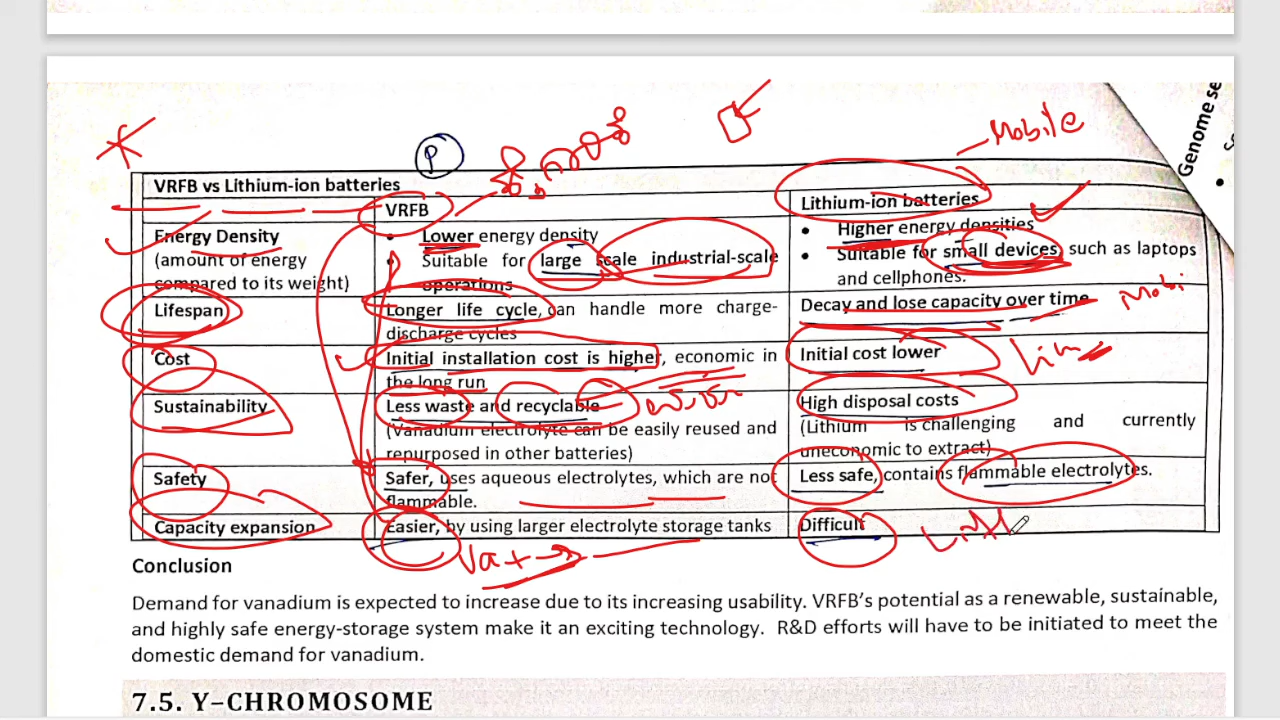 Genome se
Mobile
P
VRFB vs Lithium-ion batteries
VRFB
Lithium-ion batteries
Energy Density
(amount of energy
compared to its weight)
• Lower energy density
• Suitable for large scale industrial-scale
operations
• Higher energy densities
• Suitable for small devices, such as laptops
and cellphones.
Mobi
Lifespan
Longer life cycle, can handle more charge-
discharge cycles
Decay and lose capacity over time
Cost
Initial installation cost is higher, economic in
the long run
Initial cost lower
Sustainability
Less waste and recyclable
(Vanadium electrolyte can be easily reused and
repurposed in other batteries)
High disposal costs
(Lithium is challenging and currently
uneconomic to extract)
Safety
Safer, uses aqueous electrolytes, which are not
flammable.
Less safe, contains flammable electrolytes.
Capacity expansion
Easier, by using larger electrolyte storage tanks
Difficult
Conclusion
Demand for vanadium is expected to increase due to its increasing usability. VRFB's potential as a renewable, sustainable,
and highly safe energy-storage system make it an exciting technology. R&D efforts will have to be initiated to meet the
domestic demand for vanadium.
7.5. Y–CHROMOSOME